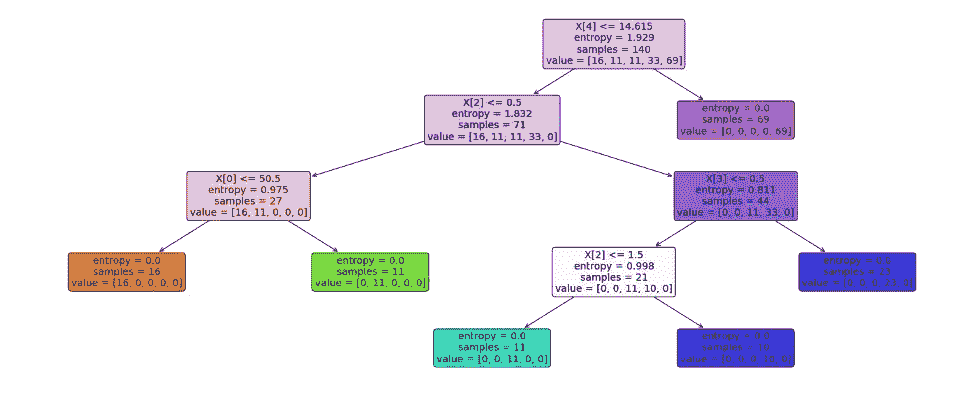 X[4] <= 14.615
entropy = 1.929
samples = 140
value = [16, 11, 11, 33, 69]
X[2] <= 0.5
entropy = 1.832
samples = 71
value = [16, 11, 11, 33, 0]
entropy = 0.0
samples = 69
value = [0, 0, 0, 0, 69]
X[0] <= 50.5
entropy = 0.975
samples = 27
value = [16, 11, 0, 0, 0]
X[3] <= 0.5
entropy = 0.811
samples = 44
value = [0, 0, 11, 33, 0]
entropy = 0.0
samples = 16
value = [16, 0, 0, 0, 0]
entropy = 0.0
samples = 11
value = [0, 11, 0, 0, 0]
X[2] <= 1.5
entropy = 0.998
samples = 21
value = [0, 0, 11, 10, 0]
entropy = 0.0
samples = 23
entropy = 0.0
samples = 11
value = [0, 0, 11, 0, 0]
entropy = 0.0
samples = 10